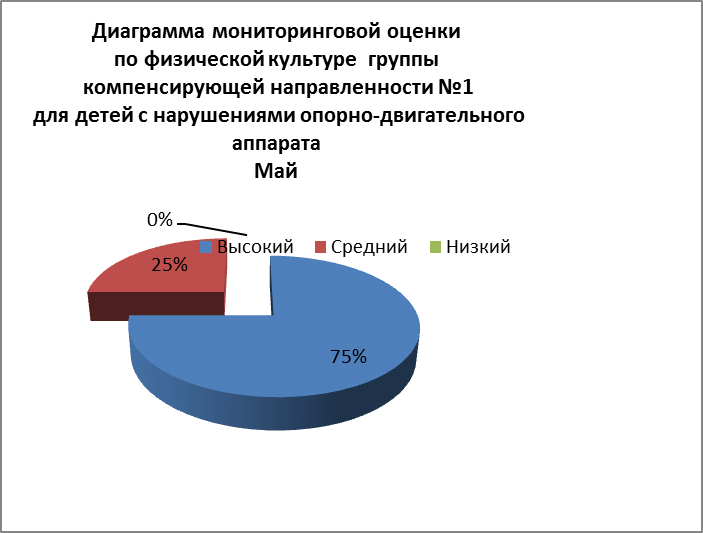 Диаграмма мониторинговой оценки
по физической культуре группы
компенсирующей направленности №1
для детей с нарушениями опорно-двигательного
аппарата
Май
0%
Высокий Средний Низкий
25%
75%